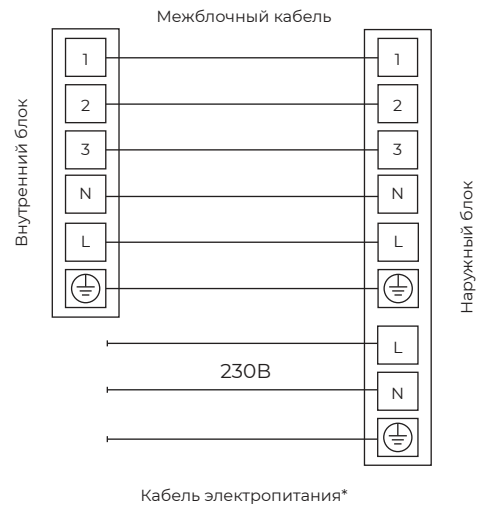 Межблочный кабель
Внутренний блок
1 1
2 2
3 3
N N
L L
Наружный блок
L
230В
N
Кабель электропитания*